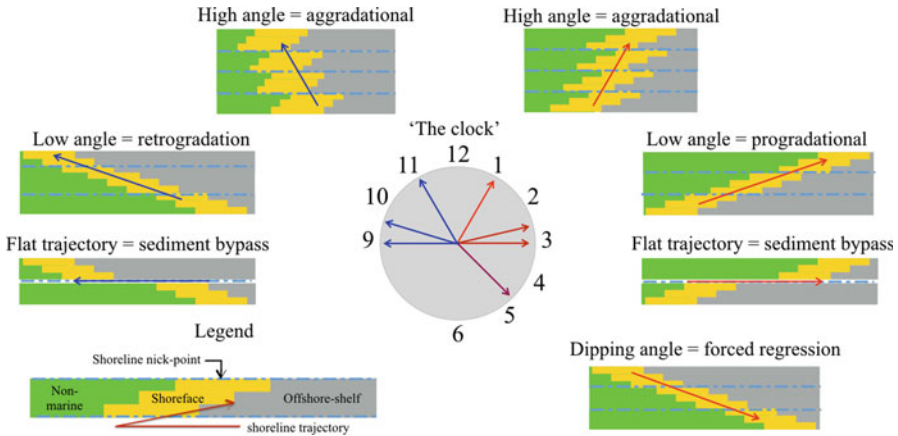 High angle = aggradational
High angle = aggradational
Low angle = retrogradation
'The clock'
Low angle = progradational
12
11
1
10
2
9
3
4
5
6
Flat trajectory = sediment bypass
Flat trajectory = sediment bypass
Legend
Shoreline nick-point
Non-
marine
Shoreface
Offshore-shelf
shoreline trajectory
Dipping angle = forced regression